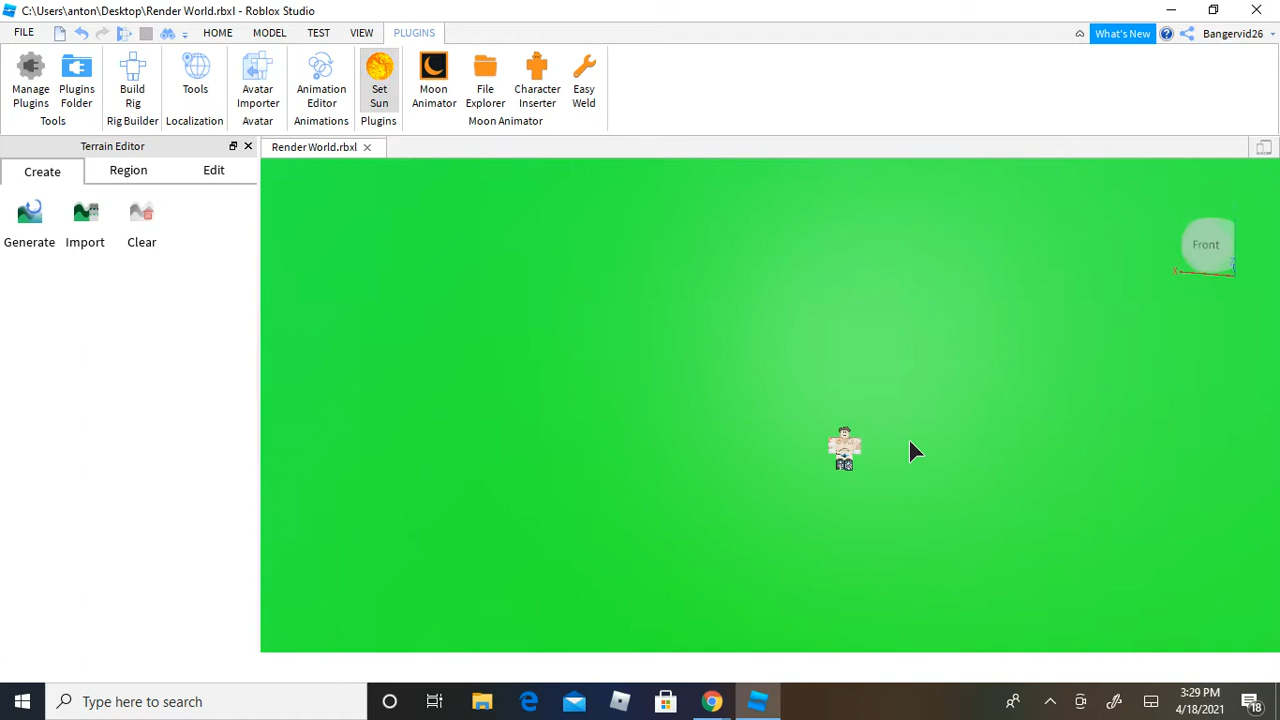 C:\Users\anton\Desktop\Render World.rbxl - Roblox Studio
FILE
HOME
MODEL
TEST
VIEW
PLUGINS
What's New
Bangervid26
Manage Plugins
Plugins Folder
Tools
Build Rig
Rig Builder
Tools
Localization
Avatar Importer
Avatar
Animation Editor
Animations
Set Sun
Plugins
Moon Animator
File Explorer
Character Inserter
Easy Weld
Moon Animator
Terrain Editor
Render World.rbxl
Create
Region
Edit
Generate
Import
Clear
Front
X
Type here to search
3:29 PM
4/18/2021
18